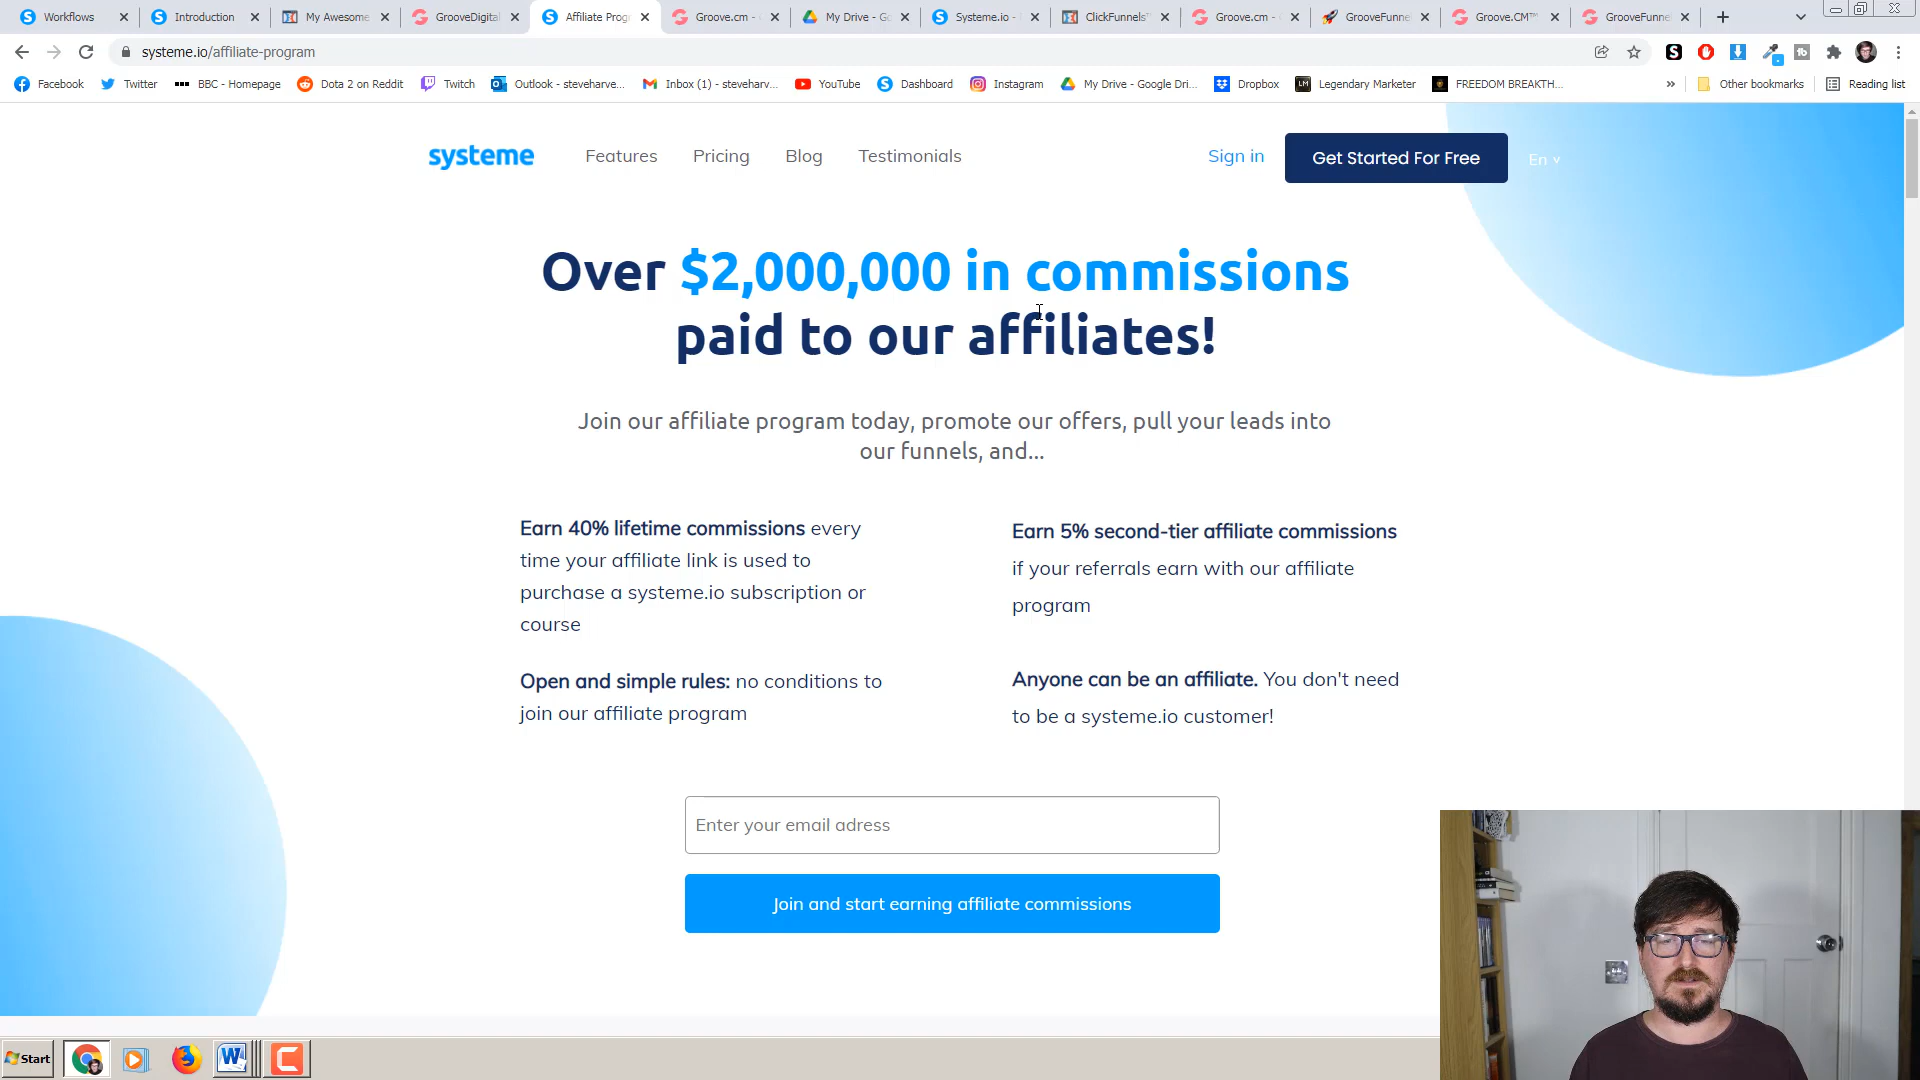 Workflows
Introduction
My Awesome
GrooveDigital
Affiliate Prog
Groove.cm -
My Drive - Go
Systeme.io -
ClickFunnels™
Groove.cm -
GrooveFunne
Groove.CM™
GrooveFunne
systeme.io/affiliate-program
Facebook
Twitter
BBC - Homepage
Dota 2 on Reddit
Twitch
Outlook - steveharve...
Inbox (1) - steveharv...
YouTube
Dashboard
Instagram
My Drive - Google Dri...
Dropbox
Legendary Marketer
FREEDOM BREAKTH...
Other bookmarks
Reading list
systeme
Features
Pricing
Blog
Testimonials
Sign in
Get Started For Free
En
Over $2,000,000 in commissions
paid to our affiliates!
Join our affiliate program today, promote our offers, pull your leads into
our funnels, and...
Earn 40% lifetime commissions every
time your affiliate link is used to
purchase a systeme.io subscription or
course
Earn 5% second-tier affiliate commissions
if your referrals earn with our affiliate
program
Open and simple rules: no conditions to
join our affiliate program
Anyone can be an affiliate. You don't need
to be a systeme.io customer!
Enter your email adress
Join and start earning affiliate commissions
Start